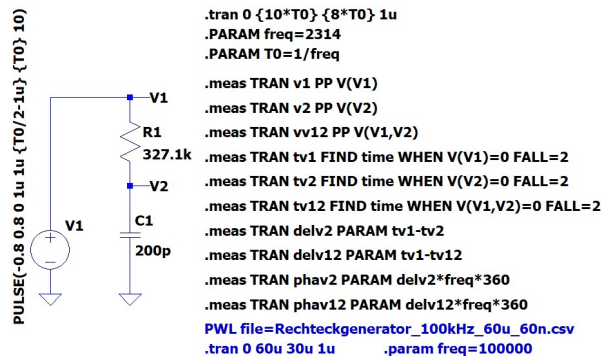 PULSE(-0.8 0.8 0 1u 1u {T0/2-1u} {T0} 10)
V1
R1
327.1k
V2
C1
200p
V1
.tran 0 {10*T0} {8*T0} 1u
.PARAM freq=2314
.PARAM T0=1/freq
.meas TRAN v1 PP V(V1)
.meas TRAN v2 PP V(V2)
.meas TRAN vv12 PP V(V1,V2)
.meas TRAN tv1 FIND time WHEN V(V1)=0 FALL=2
.meas TRAN tv2 FIND time WHEN V(V2)=0 FALL=2
.meas TRAN tv12 FIND time WHEN V(V1,V2)=0 FALL=2
.meas TRAN delv2 PARAM tv1-tv2
.meas TRAN delv12 PARAM tv1-tv12
.meas TRAN phav2 PARAM delv2*freq*360
.meas TRAN phav12 PARAM delv12*freq*360
PWL file=Rechteckgenerator_100kHz_60u_60n.csv
.tran 0 60u 30u 1u .param freq=100000